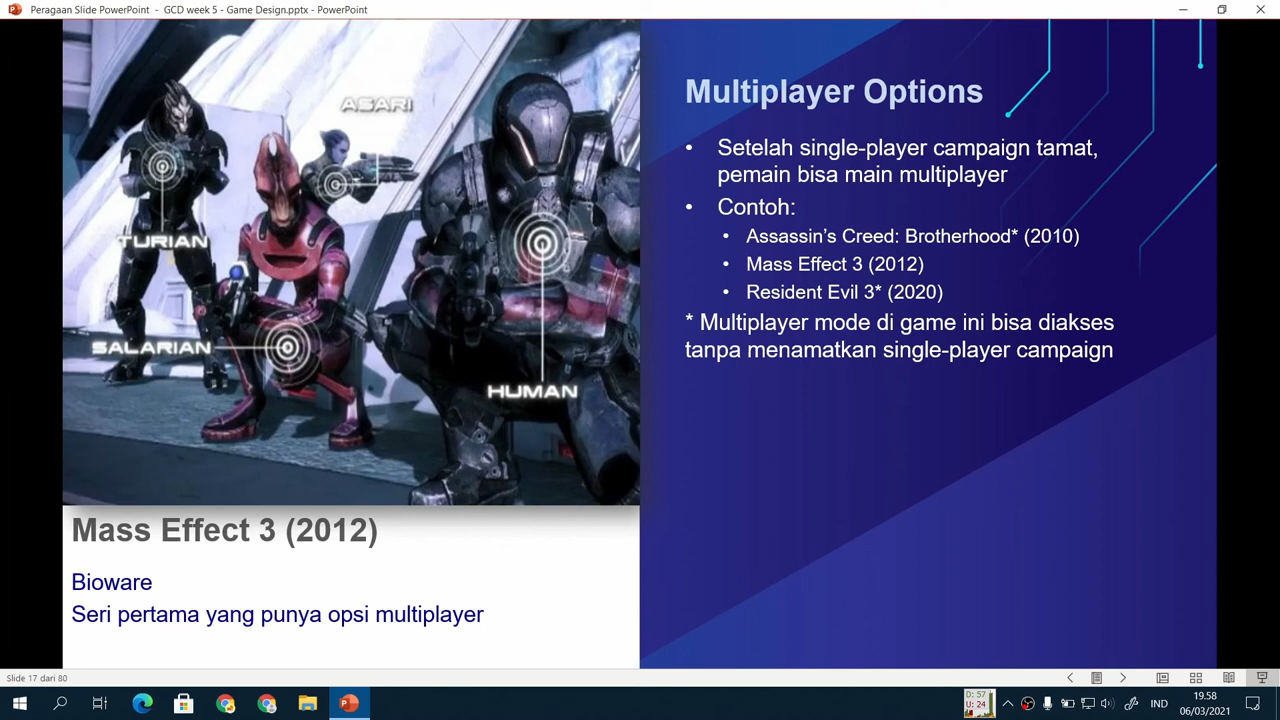 Peragaan Slide PowerPoint - GCD week 5 - Game Design.pptx - PowerPoint
ASARI
TURIAN
SALARIAN
HUMAN
Mass Effect 3 (2012)
Bioware
Seri pertama yang punya opsi multiplayer
Multiplayer Options
• Setelah single-player campaign tamat,
pemain bisa main multiplayer
• Contoh:
• Assassin’s Creed: Brotherhood* (2010)
• Mass Effect 3 (2012)
• Resident Evil 3* (2020)
* Multiplayer mode di game ini bisa diakses
tanpa menamatkan single-player campaign
Slide 17 dari 80
D: 57
U: 24
IND
19.58
06/03/2021